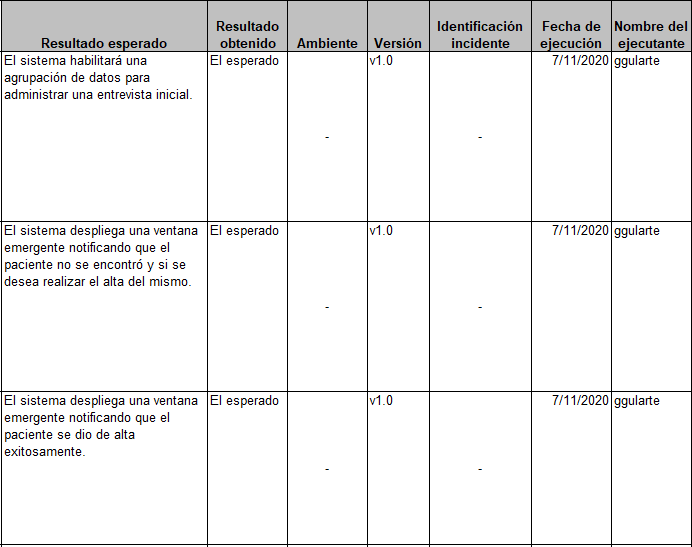 Resultado esperado
Resultado
obtenido
Ambiente
Versión
Identificación
incidente
Fecha de
ejecución
Nombre del
ejecutante
El sistema habilitará una
agrupación de datos para
administrar una entrevista inicial.
El esperado
-
v1.0
-
7/11/2020
ggularte
El sistema despliega una ventana
emergente notificando que el
paciente no se encontró y si se
desea realizar el alta del mismo.
El esperado
-
v1.0
-
7/11/2020
ggularte
El sistema despliega una ventana
emergente notificando que el
paciente se dio de alta
exitosamente.
El esperado
-
v1.0
-
7/11/2020
ggularte